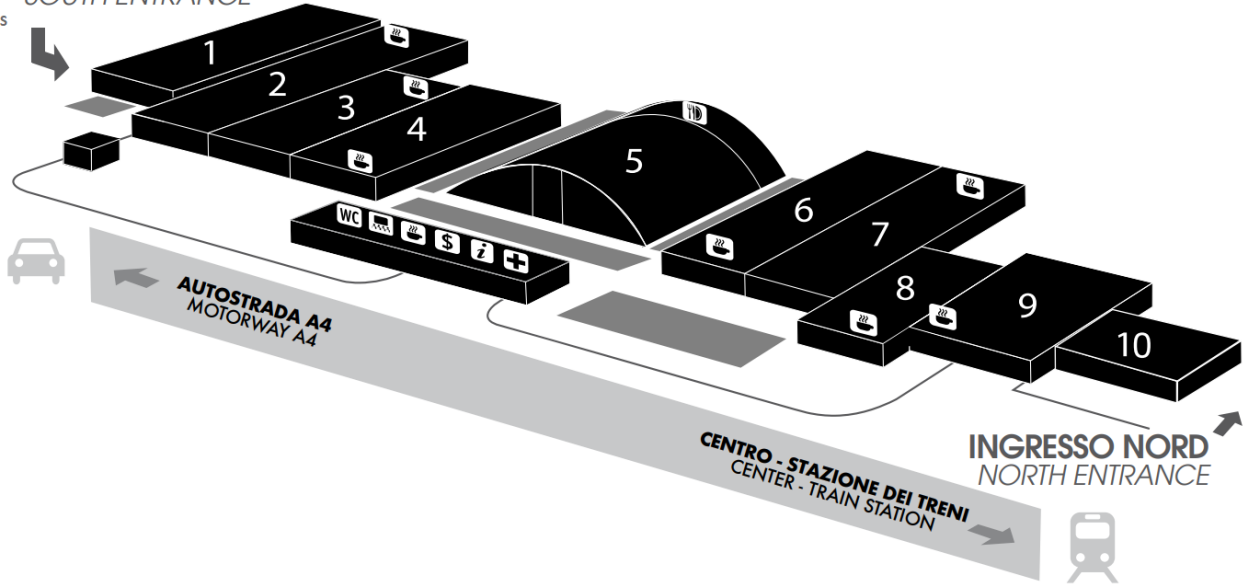 SOUTH ENTRANCE
s
1
2
3
4
5
6
7
8
9
10
WC
$
i
AUTOSTRADA A4
MOTORWAY A4
CENTRO - STAZIONE DEI TRENI
CENTER - TRAIN STATION
INGRESSO NORD
NORTH ENTRANCE